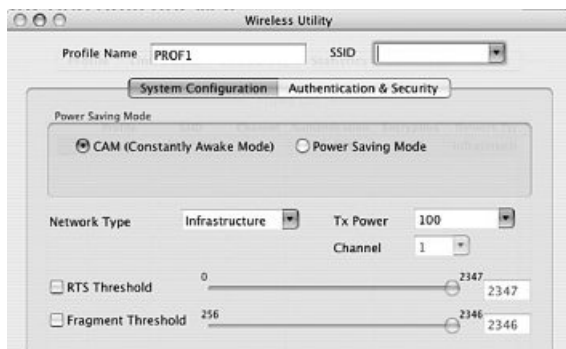 Wireless Utility
Profile Name PROF1 SSID
System Configuration Authentication & Security
Power Saving Mode
CAM (Constantly Awake Mode) Power Saving Mode
Network Type Infrastructure Tx Power 100
Channel 1
RTS Threshold 0 2347 2347
Fragment Threshold 256 2346 2346